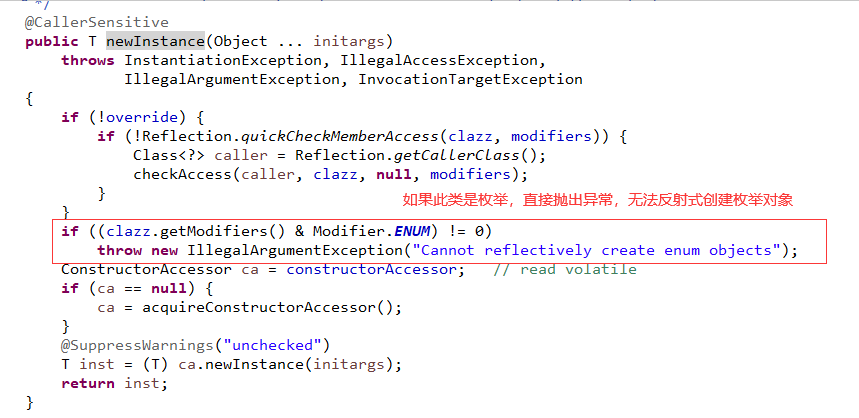 */
@CallerSensitive
public T newInstance(Object ... initargs)
    throws InstantiationException, IllegalAccessException,
           IllegalArgumentException, InvocationTargetException
{
    if (!override) {
        if (!Reflection.quickCheckMemberAccess(clazz, modifiers)) {
            Class<?> caller = Reflection.getCallerClass();
            checkAccess(caller, clazz, null, modifiers);
        }
如果此类是枚举，直接抛出异常，无法反射式创建枚举对象
    }
    if ((clazz.getModifiers() & Modifier.ENUM) != 0)
        throw new IllegalArgumentException("Cannot reflectively create enum objects");
    ConstructorAccessor ca = constructorAccessor;   // read volatile
    if (ca == null) {
        ca = acquireConstructorAccessor();
    }
    @SuppressWarnings("unchecked")
    T inst = (T) ca.newInstance(initargs);
    return inst;
}